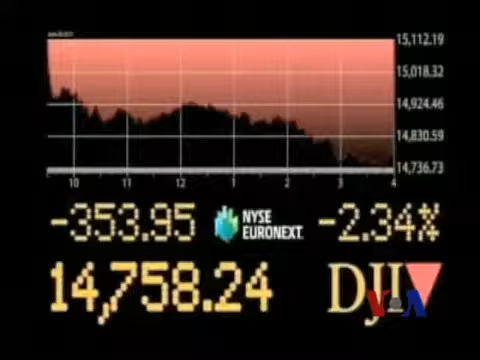 15,112.19
15,018.32
14,924.46
14,830.59
14,736.73
10 11 12 1 2 3 4
-353.95 NYSE EURONEXT. -2.34%
14,758.24 DJI
VOA